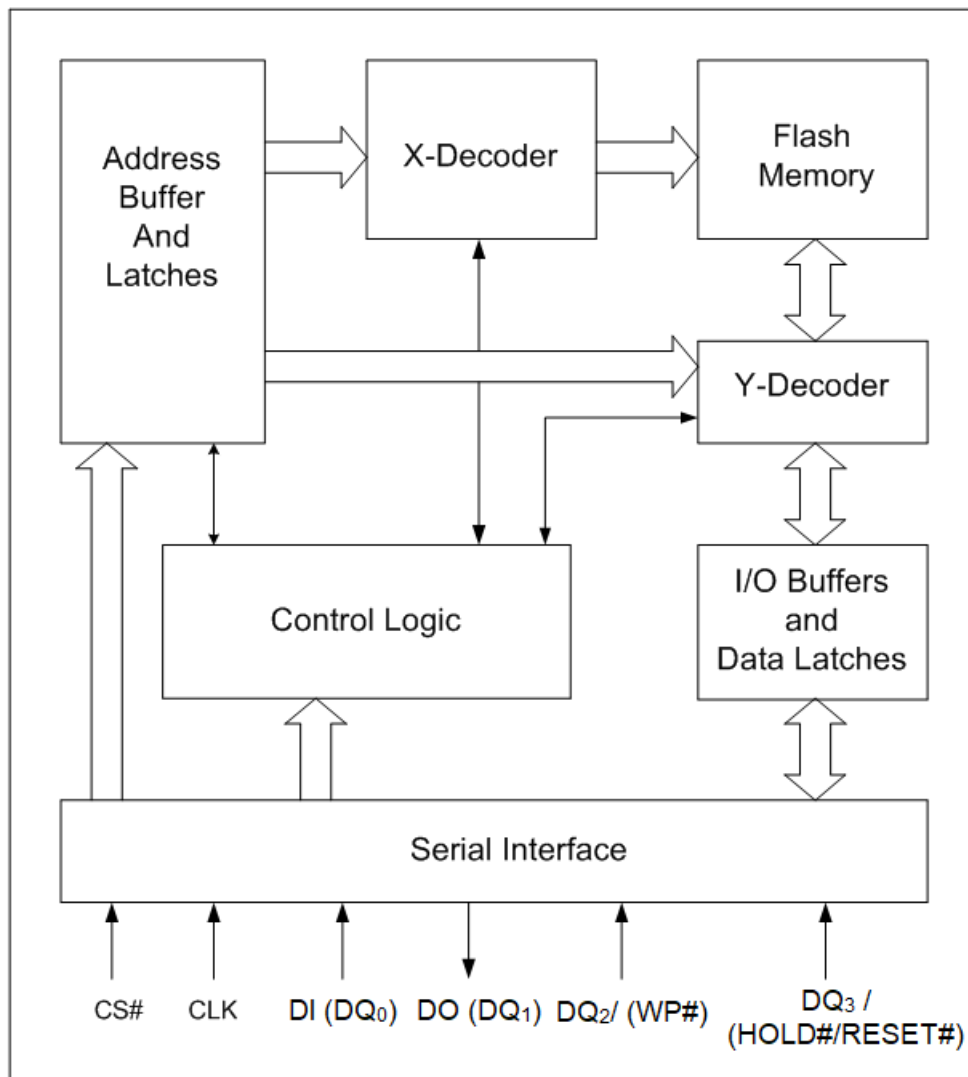 Address
Buffer
And
Latches
X-Decoder
Flash
Memory
Y-Decoder
Control Logic
I/O Buffers
and
Data Latches
Serial Interface
CS#
CLK
DI (DQ₀)
DO (DQ₁)
DQ₂/ (WP#)
DQ₃ /
(HOLD#/RESET#)